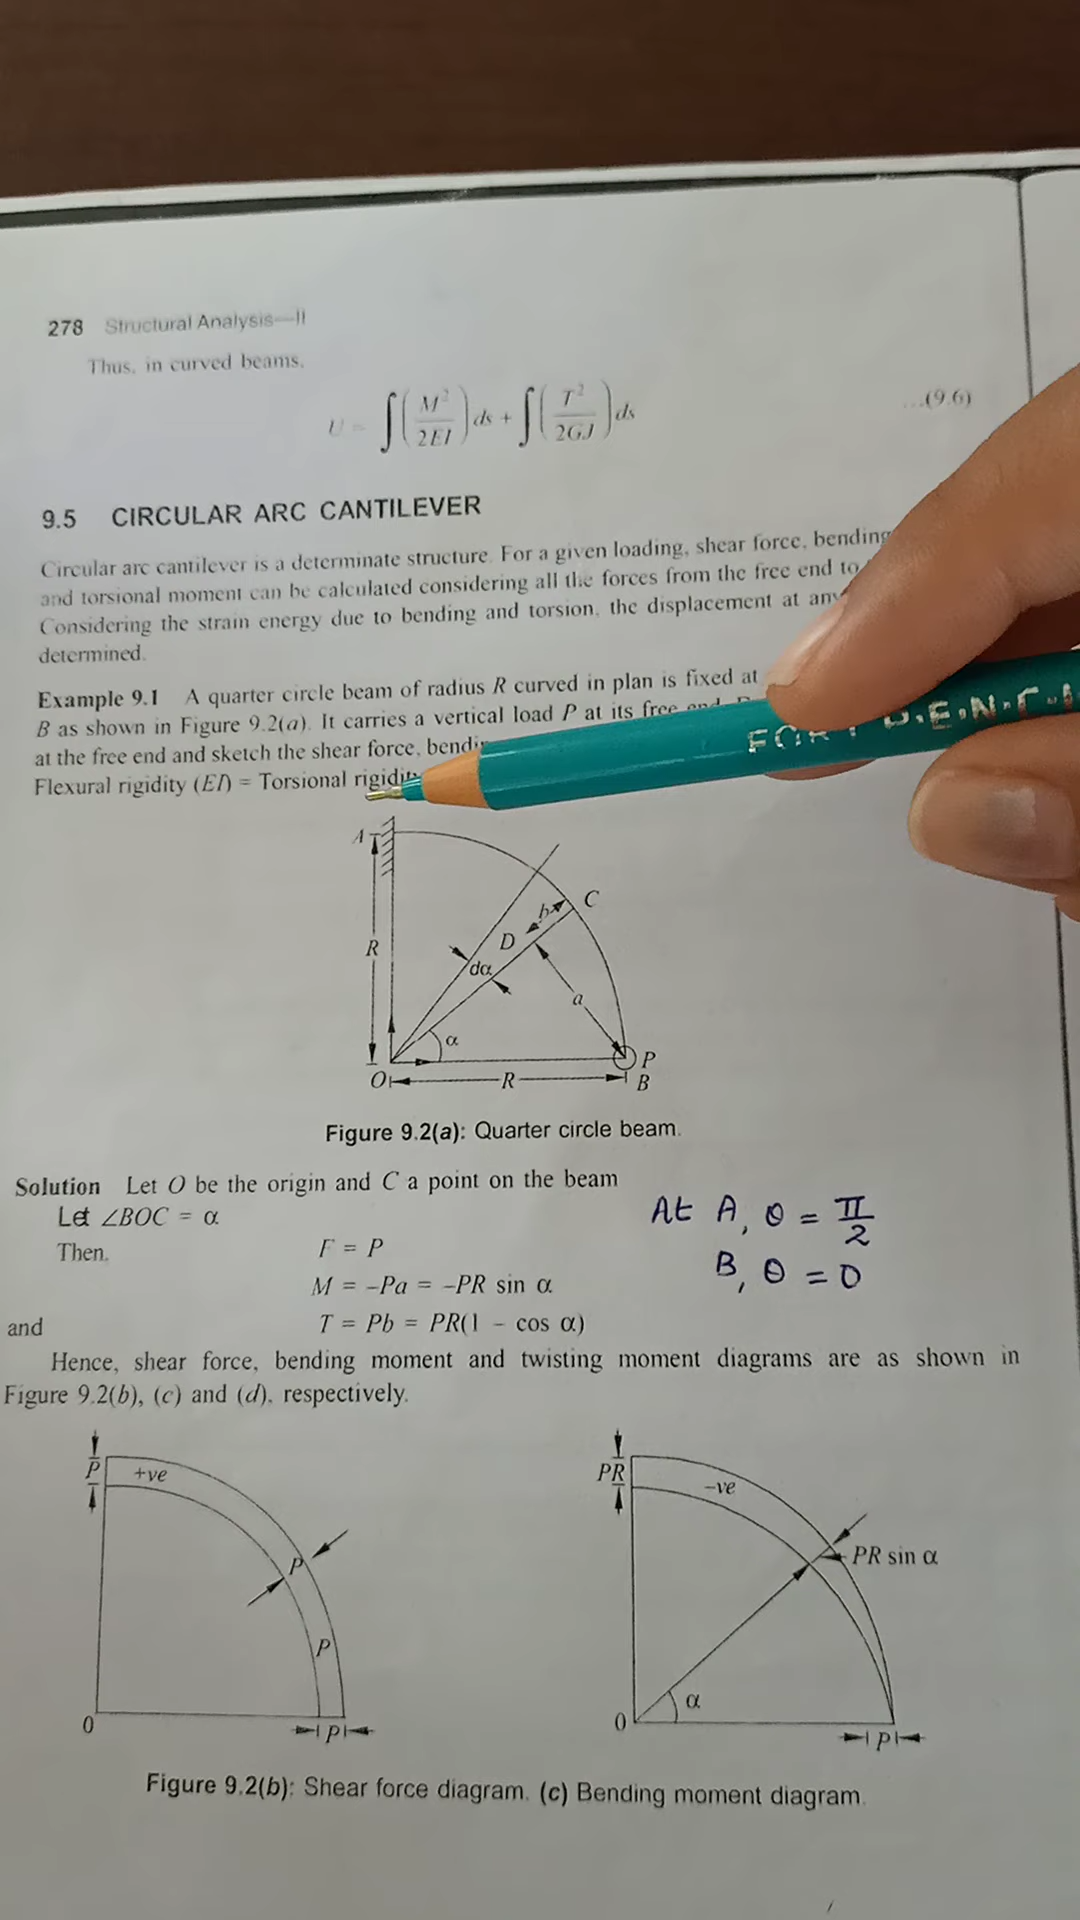 278 Structural Analysis—II
Thus, in curved beams,
U = ∫(M²/2EI)ds + ∫(T²/2GJ)ds ...(9.6)
9.5 CIRCULAR ARC CANTILEVER
Circular arc cantilever is a determinate structure. For a given loading, shear force, bending
and torsional moment can be calculated considering all the forces from the free end to
Considering the strain energy due to bending and torsion, the displacement at any
determined.
Example 9.1 A quarter circle beam of radius R curved in plan is fixed at
B as shown in Figure 9.2(a). It carries a vertical load P at its free end.
at the free end and sketch the shear force,
Flexural rigidity (EI) = Torsional rigidity
A
C
b
D
R
dα
a
α
P
O R B
Figure 9.2(a): Quarter circle beam.
Solution Let O be the origin and C a point on the beam
Let ∠BOC = α
At A, θ = π/2
Then, F = P
B, θ = 0
M = –Pa = –PR sin α
and T = Pb = PR(1 – cos α)
Hence, shear force, bending moment and twisting moment diagrams are as shown in
Figure 9.2(b), (c) and (d), respectively.
P +ve
P
P
0 P
PR –ve
PR sin α
α
0 P
Figure 9.2(b): Shear force diagram. (c) Bending moment diagram.